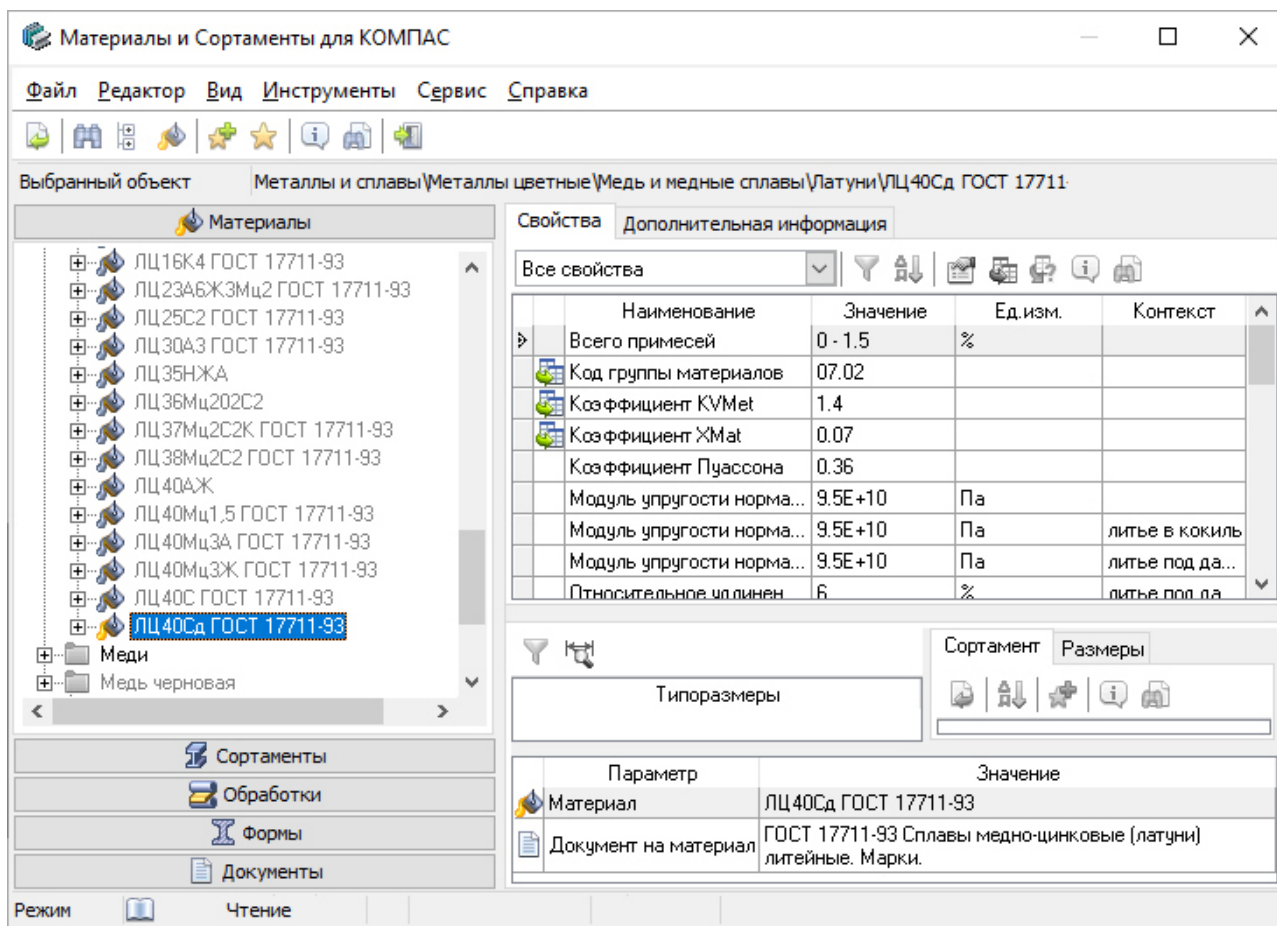 Материалы и Сортаменты для КОМПАС
Файл Редактор Вид Инструменты Сервис Справка
Выбранный объект Металлы и сплавы\Металлы цветные\Медь и медные сплавы\Латуни\ЛЦ40Сд ГОСТ 17711-
Материалы
ЛЦ16К4 ГОСТ 17711-93
ЛЦ23А6Ж3Мц2 ГОСТ 17711-93
ЛЦ25С2 ГОСТ 17711-93
ЛЦ30А3 ГОСТ 17711-93
ЛЦ35НЖА
ЛЦ36Мц202С2
ЛЦ37Мц2С2К ГОСТ 17711-93
ЛЦ38Мц2С2 ГОСТ 17711-93
ЛЦ40АЖ
ЛЦ40Мц1,5 ГОСТ 17711-93
ЛЦ40Мц3А ГОСТ 17711-93
ЛЦ40Мц3Ж ГОСТ 17711-93
ЛЦ40С ГОСТ 17711-93
ЛЦ40Сд ГОСТ 17711-93
Меди
Медь черновая
Сортаменты
Обработки
Формы
Документы
Свойства Дополнительная информация
Все свойства
Наименование Значение Ед.изм. Контекст
Всего примесей 0 - 1.5 %
Код группы материалов 07.02
Коэффициент KVMet 1.4
Коэффициент XMat 0.07
Коэффициент Пуассона 0.36
Модуль упругости норма... 9.5E+10 Па
Модуль упругости норма... 9.5E+10 Па литье в кокиль
Модуль упругости норма... 9.5E+10 Па литье под да...
Относительное удлинен 6 % литье под да
Сортамент Размеры
Типоразмеры
Параметр Значение
Материал ЛЦ40Сд ГОСТ 17711-93
Документ на материал ГОСТ 17711-93 Сплавы медно-цинковые (латуни)
литейные. Марки.
Режим Чтение